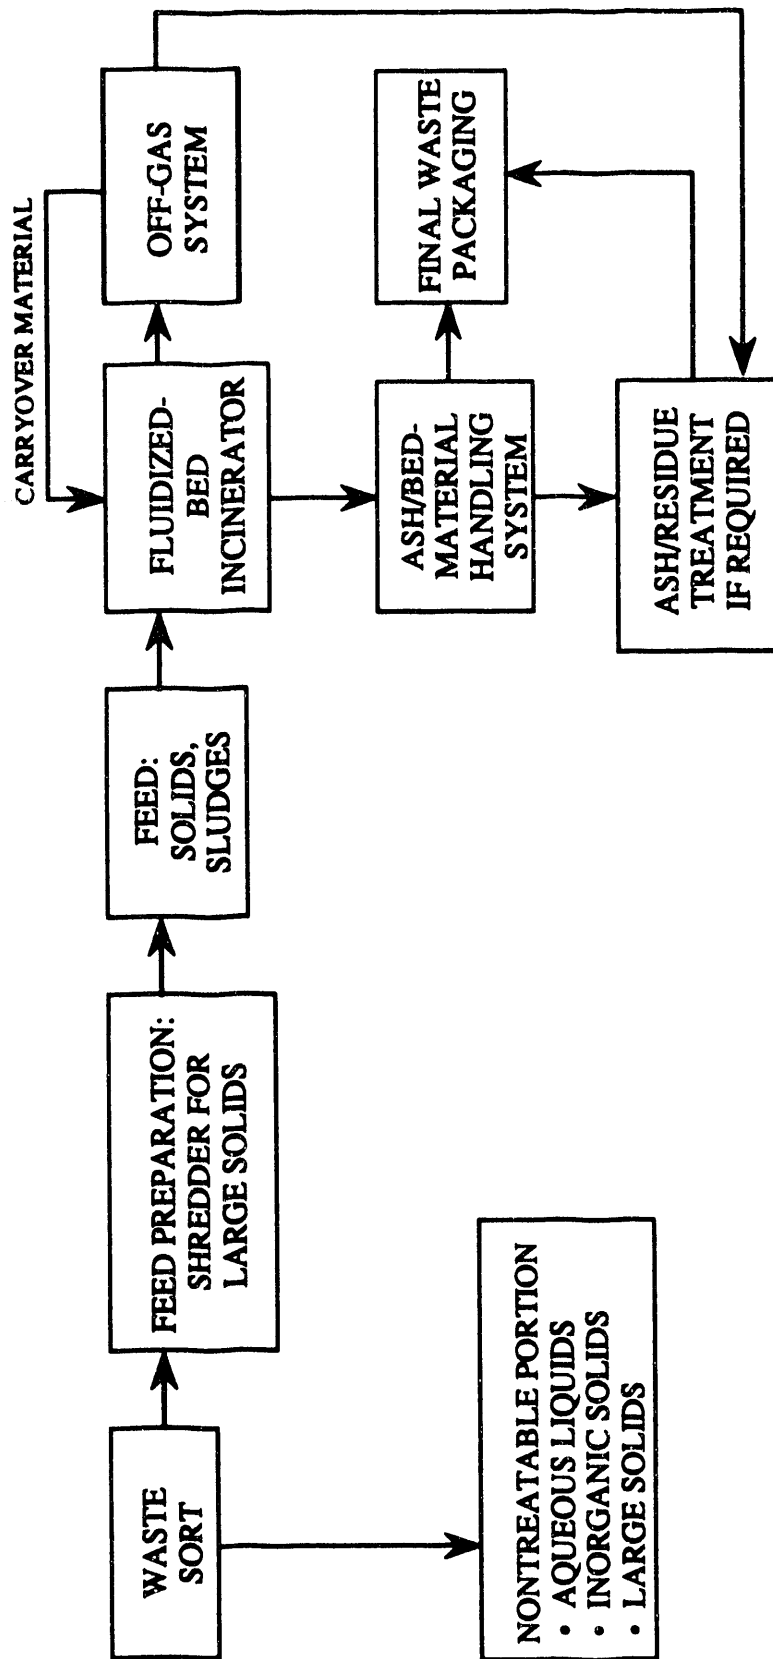 WASTE
SORT
NONTREATABLE PORTION
• AQUEOUS LIQUIDS
• INORGANIC SOLIDS
• LARGE SOLIDS
FEED PREPARATION:
SHREDDER FOR
LARGE SOLIDS
FEED:
SOLIDS,
SLUDGES
CARRYOVER MATERIAL
FLUIDIZED-
BED
INCINERATOR
OFF-GAS
SYSTEM
ASH/BED-
MATERIAL
HANDLING
SYSTEM
FINAL WASTE
PACKAGING
ASH/RESIDUE
TREATMENT
IF REQUIRED